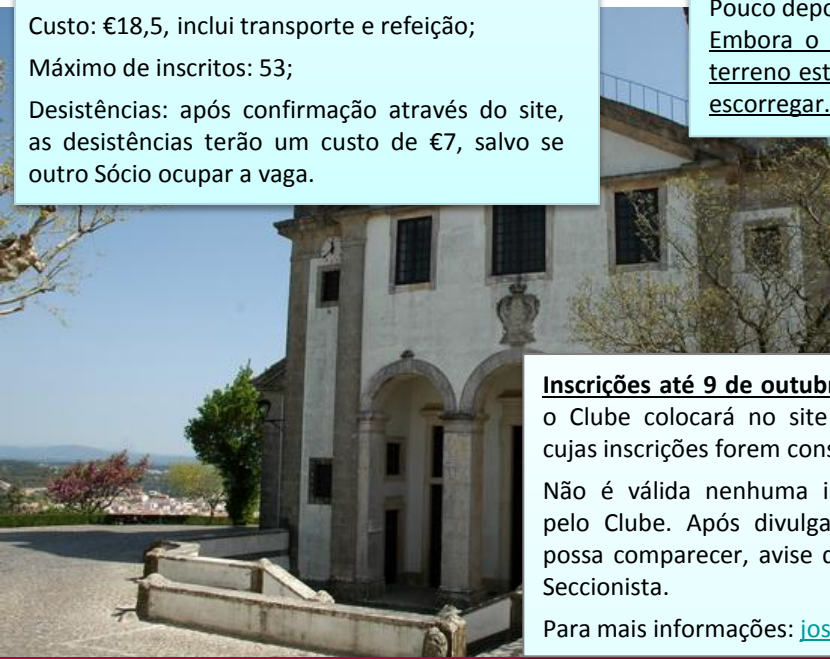 Custo: €18,5, inclui transporte e refeição;
Máximo de inscritos: 53;
Desistências: após confirmação através do site,
as desistências terão um custo de €7, salvo se
outro Sócio ocupar a vaga.
Pouco depo
Embora o
terreno est
escorregar.
Inscrições até 9 de outub
o Clube colocará no site
cujas inscrições forem cons
Não é válida nenhuma i
pelo Clube. Após divulga
possa comparecer, avise
Seccionista.
Para mais informações: jos